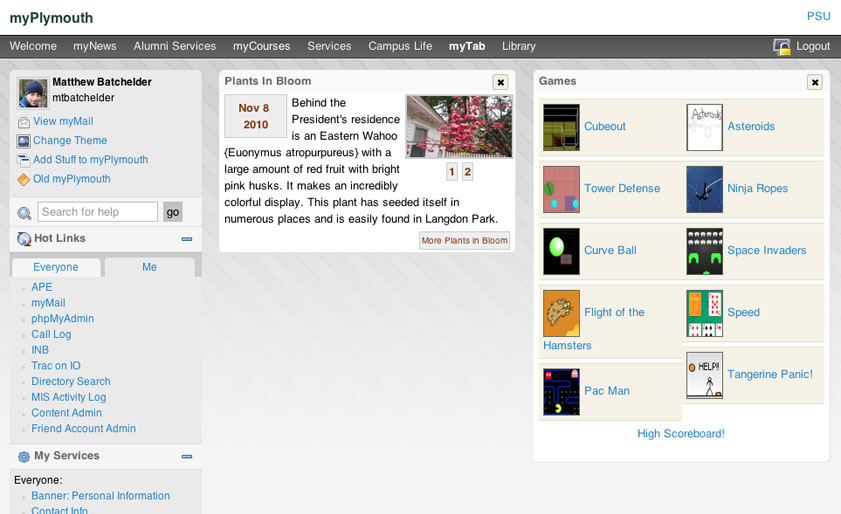 myPlymouth
PSU
Welcome myNews Alumni Services myCourses Services Campus Life myTab Library Logout
Matthew Batchelder
mtbatchelder
View myMail
Change Theme
Add Stuff to myPlymouth
Old myPlymouth
Search for help go
Hot Links
Everyone Me
APE
myMail
phpMyAdmin
Call Log
INB
Trac on IO
Directory Search
MIS Activity Log
Content Admin
Friend Account Admin
My Services
Everyone:
Banner: Personal Information
Contact Info
Plants In Bloom
Nov 8
2010
Behind the
President's residence
is an Eastern Wahoo
{Euonymus atropurpureus} with a
large amount of red fruit with bright
pink husks. It makes an incredibly
colorful display. This plant has seeded itself in
numerous places and is easily found in Langdon Park.
1 2
More Plants in Bloom
Games
Cubeout
Asteroids
Asteroids
Tower Defense
Ninja Ropes
Curve Ball
Space Invaders
Flight of the
Hamsters
Speed
Pac Man
HELP!!
Tangerine Panic!
High Scoreboard!